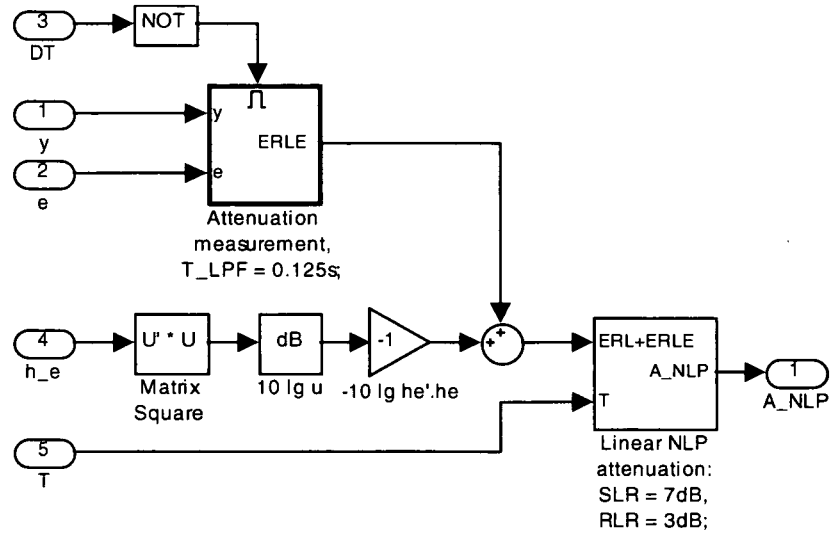 3
DT
NOT
1
y
2
e
y
e
ERLE
Attenuation
measurement,
T_LPF = 0.125s;
4
h_e
U' * U
Matrix
Square
dB
10 lg u
-1
-10 lg he'.he
+
+
ERL+ERLE
A_NLP
T
1
A_NLP
5
T
Linear NLP
attenuation:
SLR = 7dB,
RLR = 3dB;